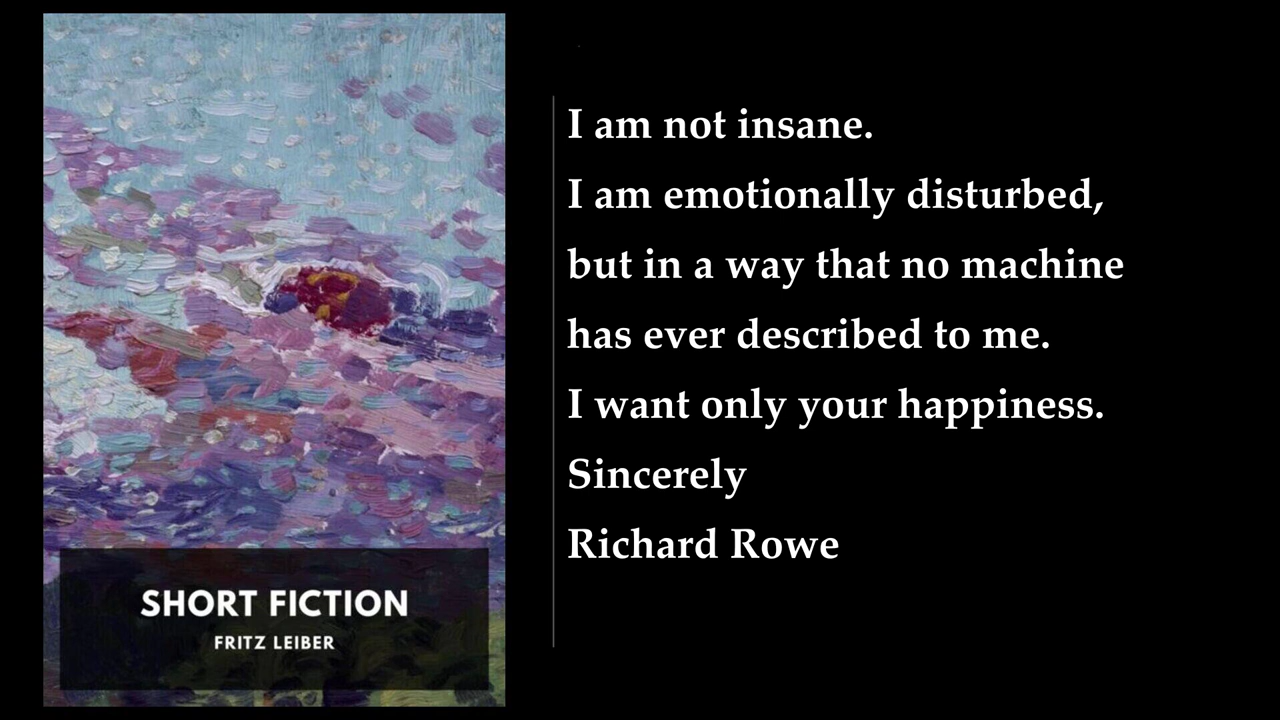 I am not insane.
I am emotionally disturbed,
but in a way that no machine
has ever described to me.
I want only your happiness.
Sincerely
Richard Rowe
SHORT FICTION
FRITZ LEIBER